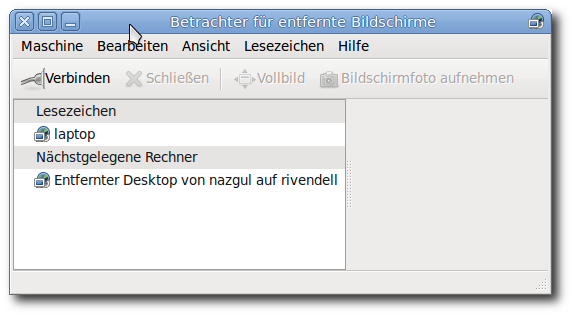 Betrachter für entfernte Bildschirme
Maschine Bearbeiten Ansicht Lesezeichen Hilfe
Verbinden Schließen Vollbild Bildschirmfoto aufnehmen
Lesezeichen
laptop
Nächstgelegene Rechner
Entfernter Desktop von nazgul auf rivendell